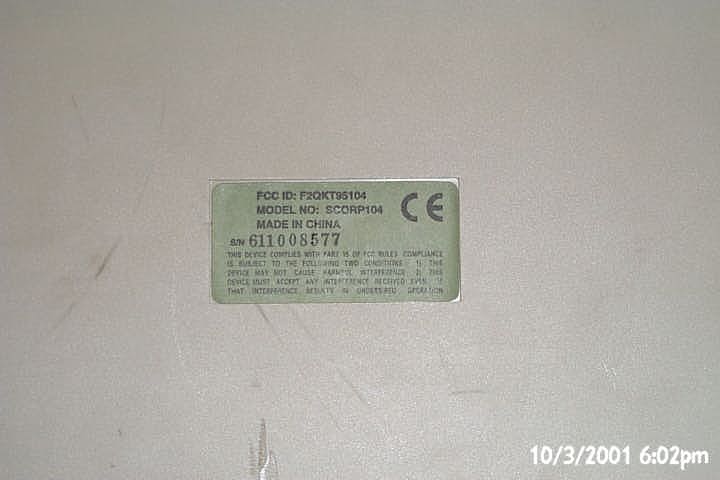 FCC ID: F2QKT95104
MODEL NO: SCORP104
MADE IN CHINA
CE
S/N 611008577
THIS DEVICE COMPLIES WITH PART 15 OF FCC RULES COMPLIANCE
IS SUBJECT TO THE FOLLOWING TWO CONDITIONS : 1) THIS
DEVICE MAY NOT CAUSE HARMFUL INTERFERENCE 2) THIS
DEVICE MUST ACCEPT ANY INTERFERENCE RECEIVED EVEN IF
THAT INTERFERENCE RESULTS IN UNDESIRED OPERATION
10/3/2001 6:02pm